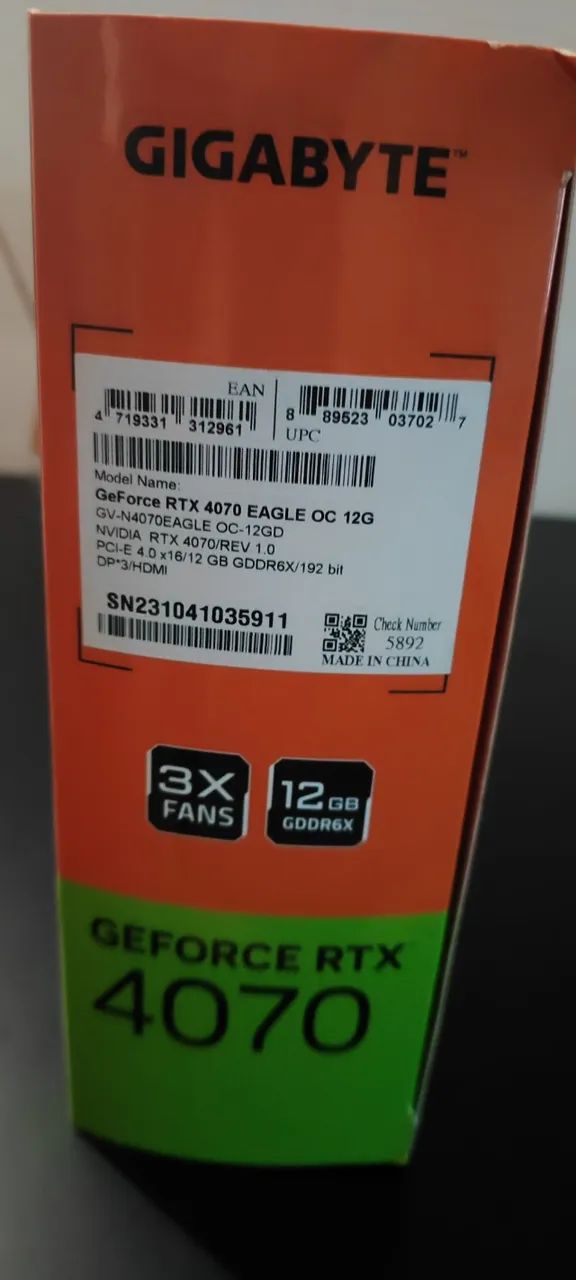 GIGABYTE™
EAN
4 719331 312961
8 89523 03702 7
UPC
Model Name:
GeForce RTX 4070 EAGLE OC 12G
GV-N4070EAGLE OC-12GD
NVIDIA RTX 4070/REV 1.0
PCI-E 4.0 x16/12 GB GDDR6X/192 bit
DP*3/HDMI
SN231041035911
Check Number
5892
MADE IN CHINA
3X
FANS
12GB
GDDR6X
GEFORCE RTX
4070